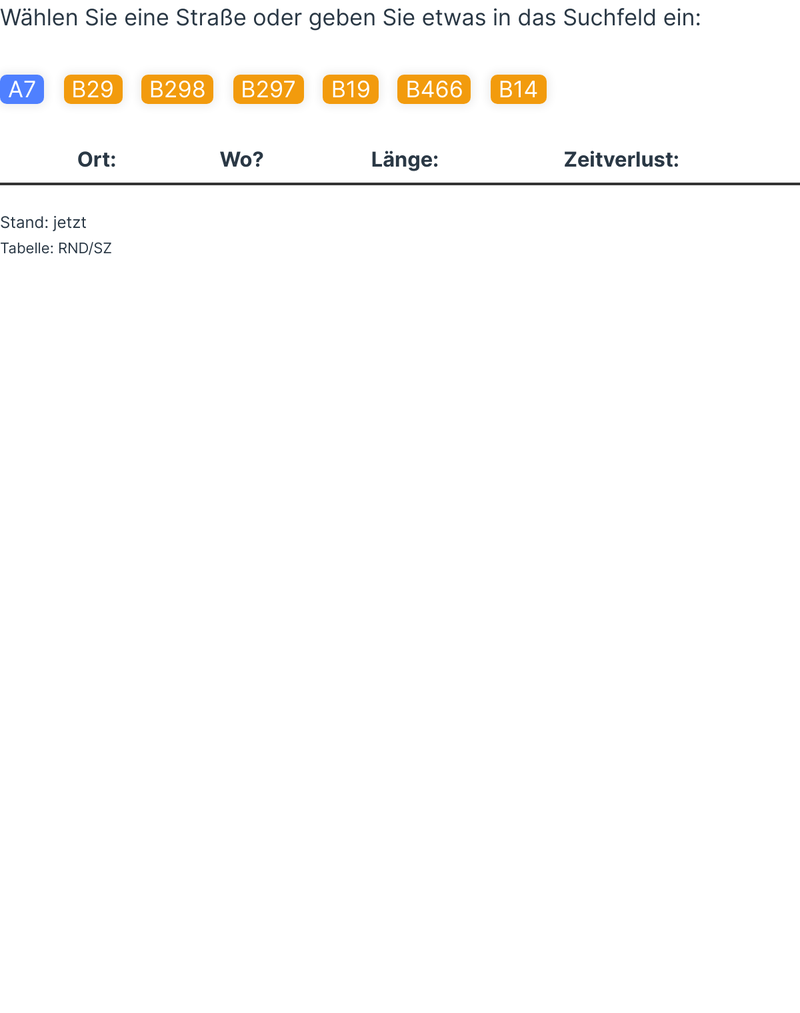 Wählen Sie eine Straße oder geben Sie etwas in das Suchfeld ein:
A7 B29 B298 B297 B19 B466 B14
Ort: Wo? Länge: Zeitverlust:
Stand: jetzt
Tabelle: RND/SZ